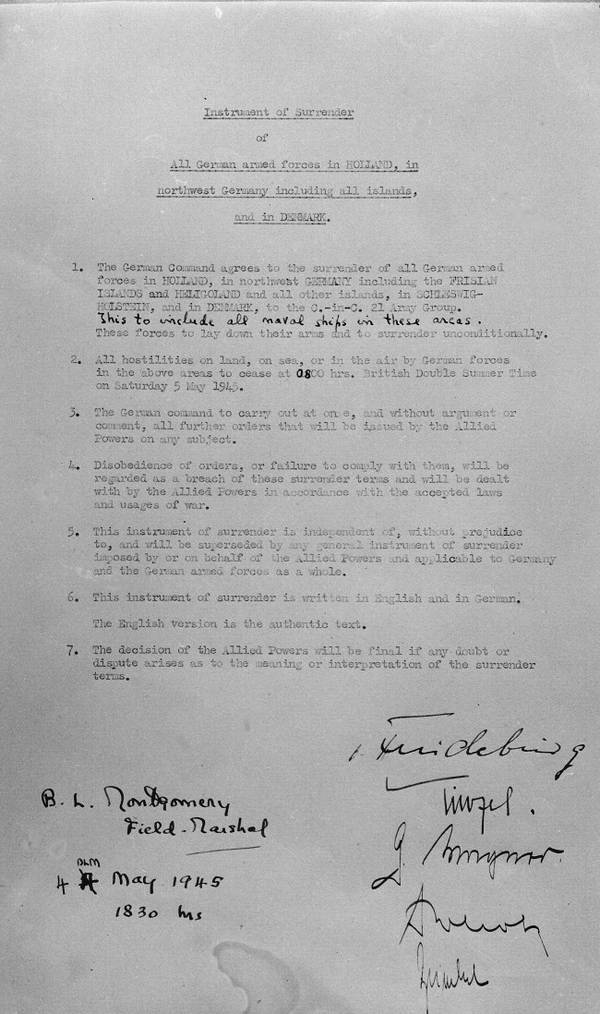 Instrument of Surrender
of
All German armed forces in HOLLAND, in
northwest Germany including all islands,
and in DENMARK.
1. The German Command agrees to the surrender of all German armed
forces in HOLLAND, in northwest GERMANY including the FRISIAN
ISLANDS and HELIGOLAND and all other islands, in SCHLESWIG-
HOLSTEIN, and in DENMARK, to the C.-in-C. 21 Army Group.
This to include all naval ships in these areas.
These forces to lay down their arms and to surrender unconditionally.
2. All hostilities on land, on sea, or in the air by German forces
in the above areas to cease at 0800 hrs. British Double Summer Time
on Saturday 5 May 1945.
3. The German command to carry out at once, and without argument or
comment, all further orders that will be issued by the Allied
Powers on any subject.
4. Disobedience of orders, or failure to comply with them, will be
regarded as a breach of these surrender terms and will be dealt
with by the Allied Powers in accordance with the accepted laws
and usages of war.
5. This instrument of surrender is independent of, without prejudice
to, and will be superseded by any general instrument of surrender
imposed by or on behalf of the Allied Powers and applicable to Germany
and the German armed forces as a whole.
6. This instrument of surrender is written in English and in German.
The English version is the authentic text.
7. The decision of the Allied Powers will be final if any doubt or
dispute arises as to the meaning or interpretation of the surrender
terms.
B. L. Montgomery
Field-Marshal
BLM
4 May 1945
1830 hrs
Friedeburg
Kinzel.
G. Wagner.